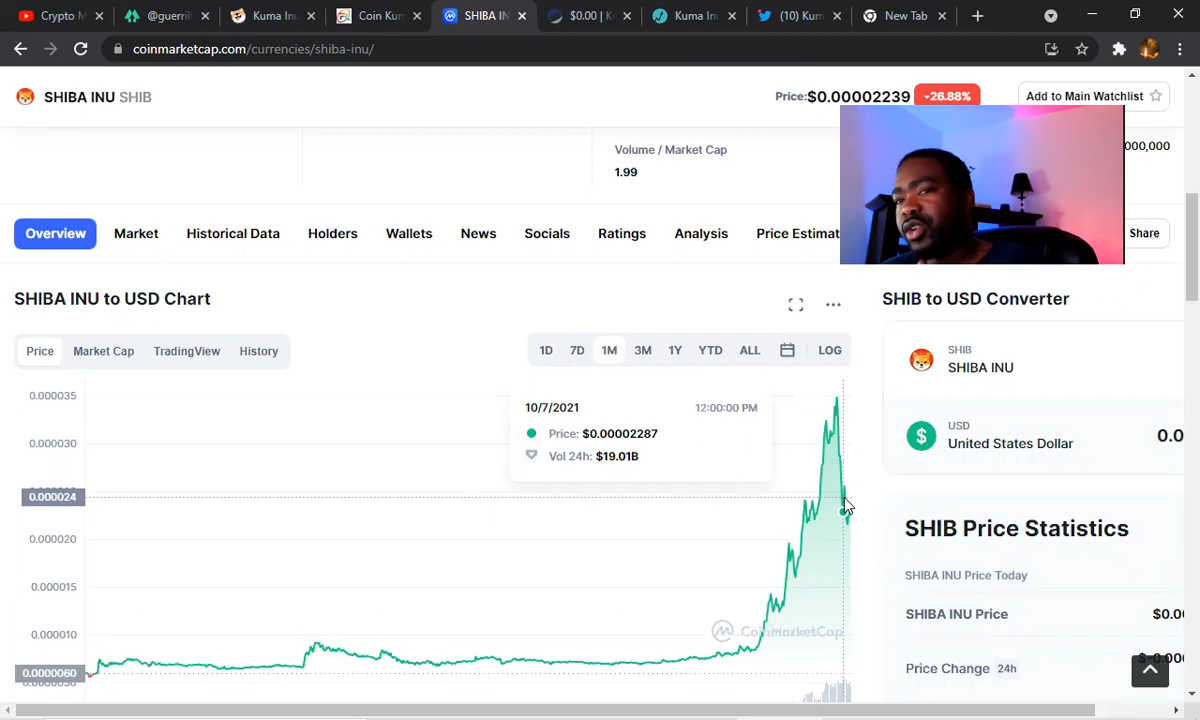 Crypto M
@guerril
Kuma Inu
Coin Kum
SHIBA IN
$0.00 | Ko
Kuma Inu
(10) Kum
New Tab
coinmarketcap.com/currencies/shiba-inu/
SHIBA INU SHIB
Price:$0.00002239 -26.88%
Add to Main Watchlist
Volume / Market Cap
1.99
000,000
Overview Market Historical Data Holders Wallets News Socials Ratings Analysis Price Estimat
Share
SHIBA INU to USD Chart
Price Market Cap TradingView History
1D 7D 1M 3M 1Y YTD ALL LOG
0.000035
0.000030
0.000024
0.000020
0.000015
0.000010
0.0000060
10/7/2021 12:00:00 PM
Price: $0.00002287
Vol 24h: $19.01B
CoinMarketCap
SHIB to USD Converter
SHIB
SHIBA INU
USD
United States Dollar
0.0
SHIB Price Statistics
SHIBA INU Price Today
SHIBA INU Price
$0.0
Price Change 24h